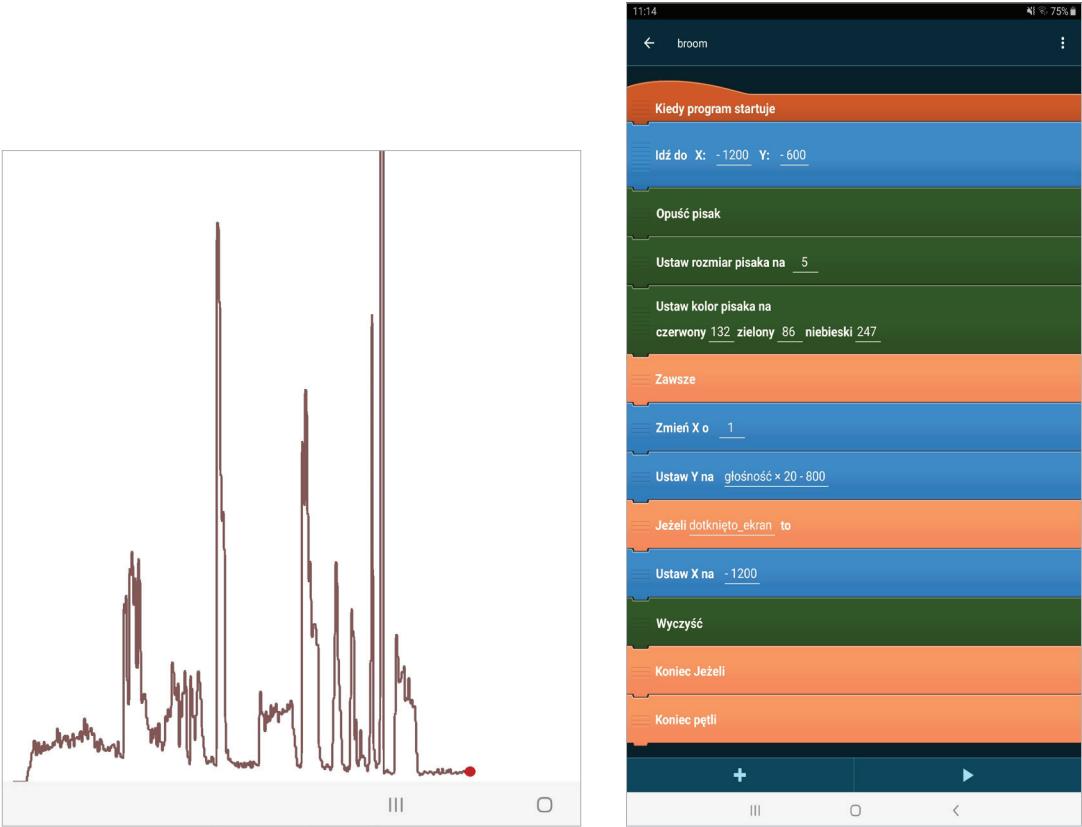 11:14 75%
broom
Kiedy program startuje
Idź do X: - 1200 Y: - 600
Opuść pisak
Ustaw rozmiar pisaka na 5
Ustaw kolor pisaka na
czerwony 132 zielony 86 niebieski 247
Zawsze
Zmień X o 1
Ustaw Y na głośność × 20 - 800
Jeżeli dotknięto_ekran to
Ustaw X na - 1200
Wyczyść
Koniec Jeżeli
Koniec pętli